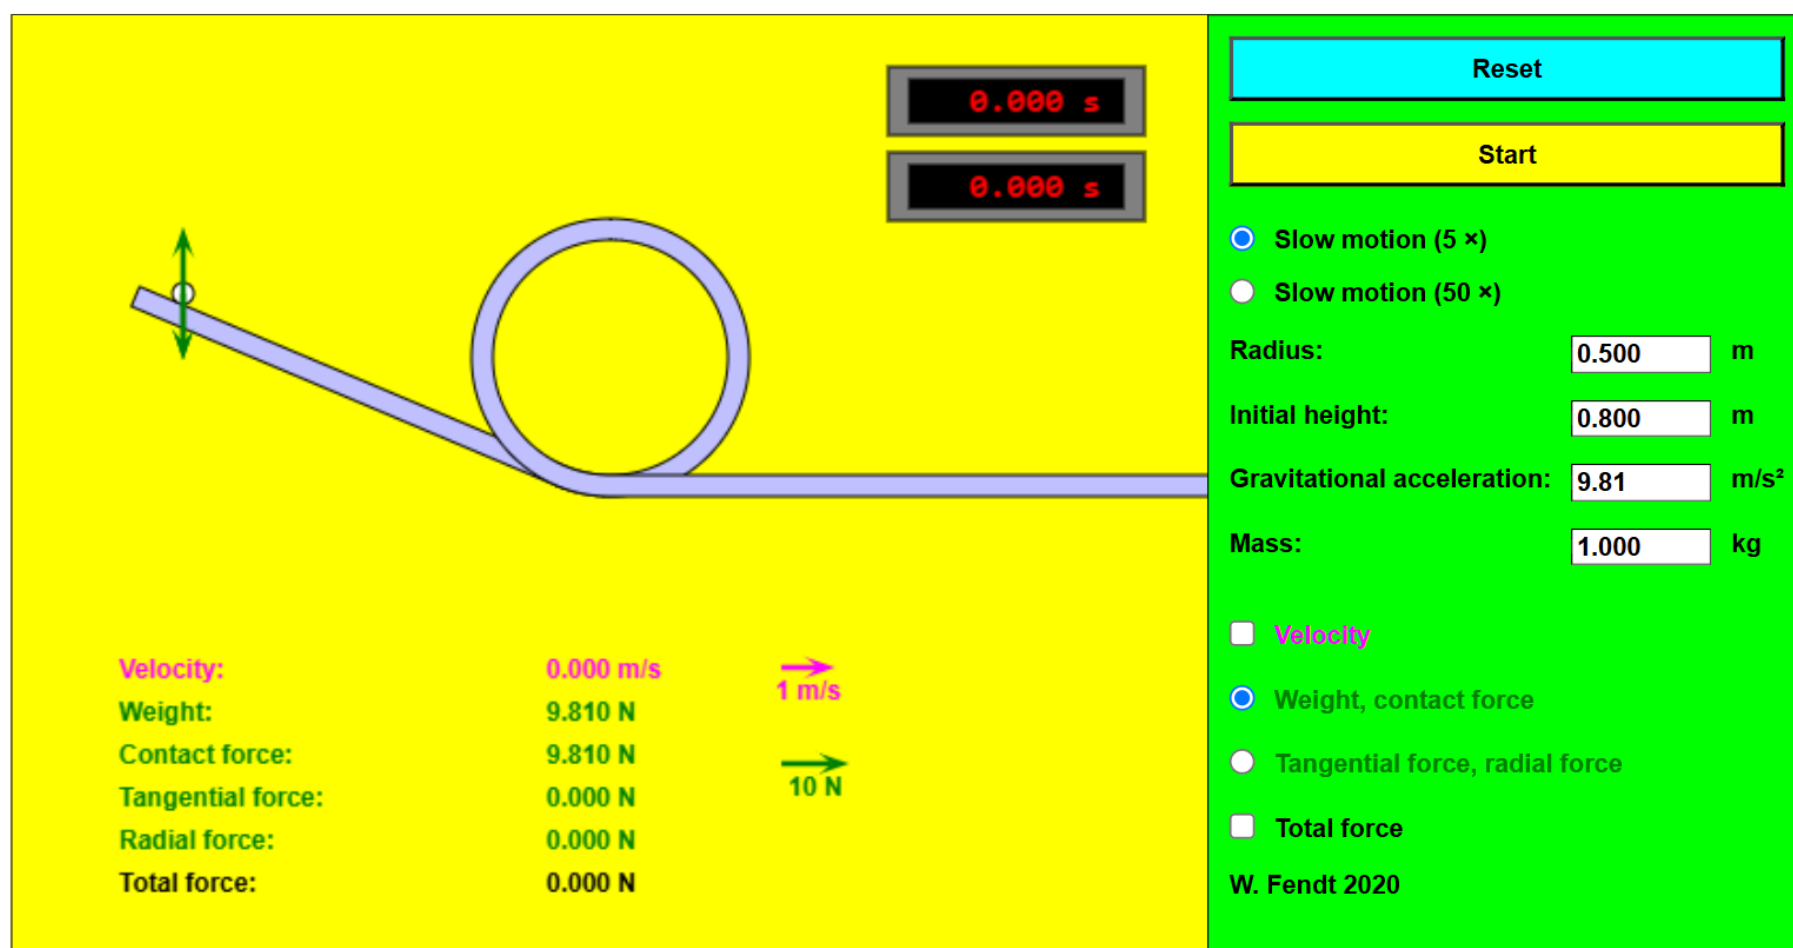 0.000 s
0.000 s
Velocity: 0.000 m/s 1 m/s
Weight: 9.810 N
Contact force: 9.810 N 10 N
Tangential force: 0.000 N
Radial force: 0.000 N
Total force: 0.000 N
Reset
Start
Slow motion (5 ×)
Slow motion (50 ×)
Radius: 0.500 m
Initial height: 0.800 m
Gravitational acceleration: 9.81 m/s²
Mass: 1.000 kg
Velocity
Weight, contact force
Tangential force, radial force
Total force
W. Fendt 2020